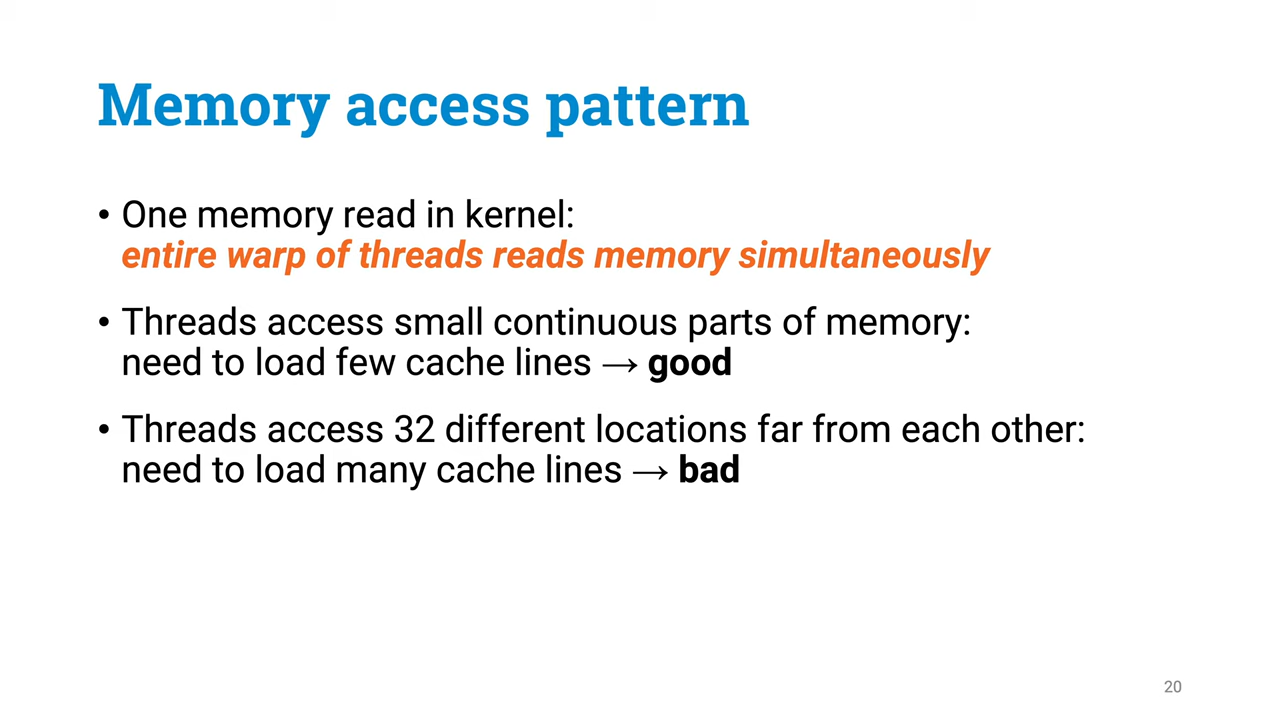 Memory access pattern
• One memory read in kernel:
entire warp of threads reads memory simultaneously
• Threads access small continuous parts of memory:
need to load few cache lines → good
• Threads access 32 different locations far from each other:
need to load many cache lines → bad
20